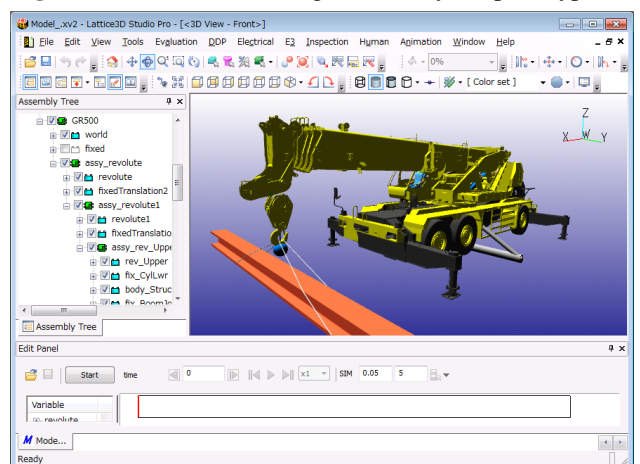 Model_.xv2 - Lattice3D Studio Pro - [<3D View - Front>]
File Edit View Tools Evaluation DDP Electrical E3 Inspection Human Animation Window Help
0%
[ Color set ]
Assembly Tree
GR500
world
fixed
assy_revolute
revolute
fixedTranslation2
assy_revolute1
revolute1
fixedTranslatio
assy_rev_Uppe
rev_Upper
fix_CylLwr
body_Struc
fix_BoomJo
Z
X W Y
Assembly Tree
Edit Panel
Start time 0 x1 SIM 0.05 5
Variable
revolute
M Mode...
Ready